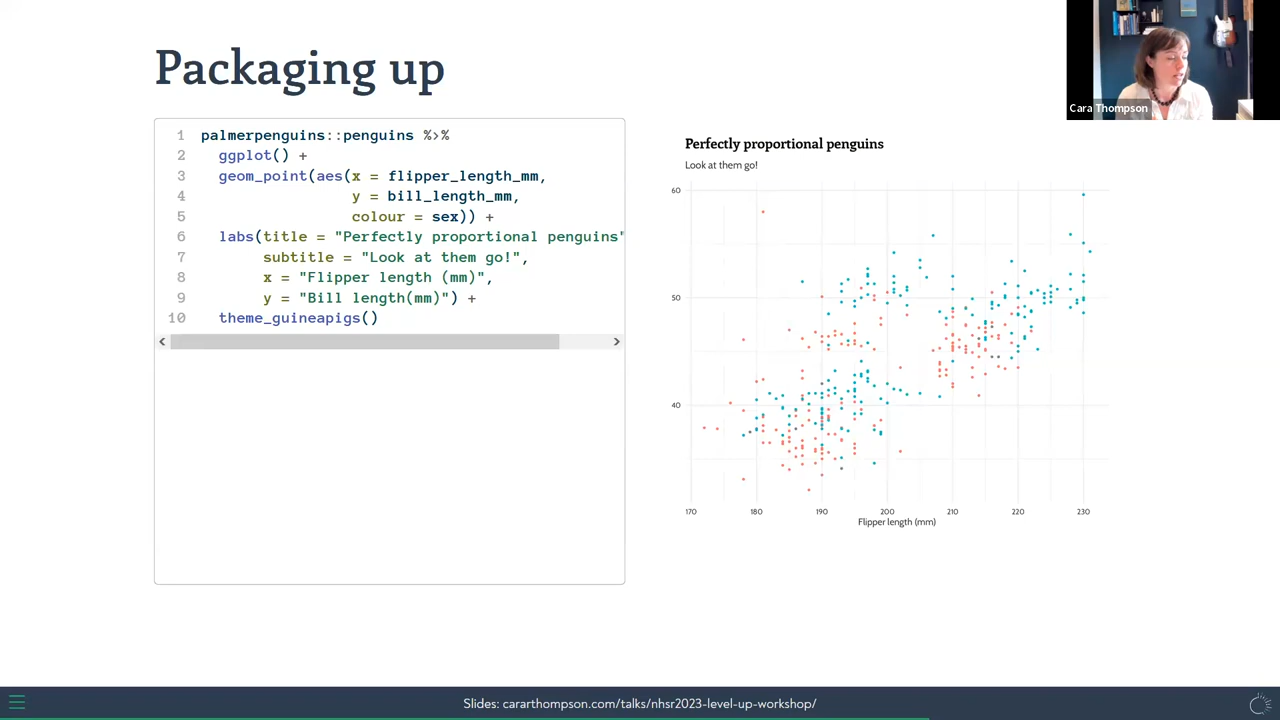 Packaging up
Cara Thompson
1 palmerpenguins::penguins %>%
2 ggplot() +
3 geom_point(aes(x = flipper_length_mm,
4 y = bill_length_mm,
5 colour = sex)) +
6 labs(title = "Perfectly proportional penguins"
7 subtitle = "Look at them go!",
8 x = "Flipper length (mm)",
9 y = "Bill length(mm)") +
10 theme_guineapigs()
Perfectly proportional penguins
Look at them go!
60
50
40
170 180 190 200 210 220 230
Flipper length (mm)
Slides: cararthompson.com/talks/nhsr2023-level-up-workshop/